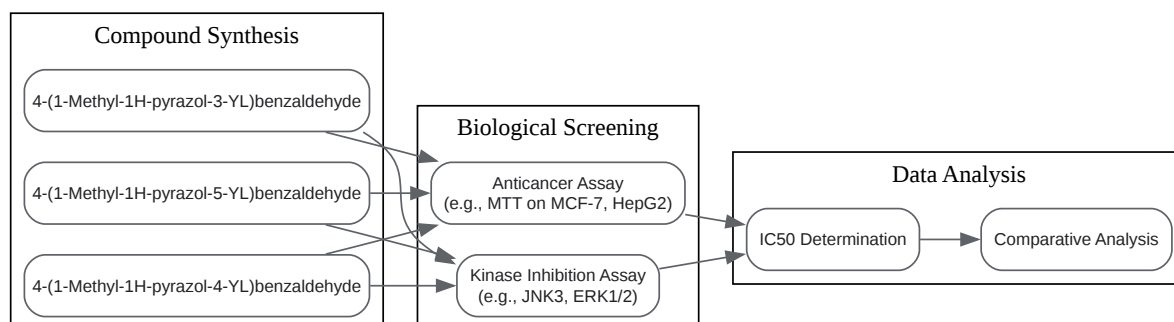 Compound Synthesis
4-(1-Methyl-1H-pyrazol-3-YL)benzaldehyde
4-(1-Methyl-1H-pyrazol-5-YL)benzaldehyde
4-(1-Methyl-1H-pyrazol-4-YL)benzaldehyde
Biological Screening
Anticancer Assay
(e.g., MTT on MCF-7, HepG2)
Kinase Inhibition Assay
(e.g., JNK3, ERK1/2)
Data Analysis
IC50 Determination
Comparative Analysis